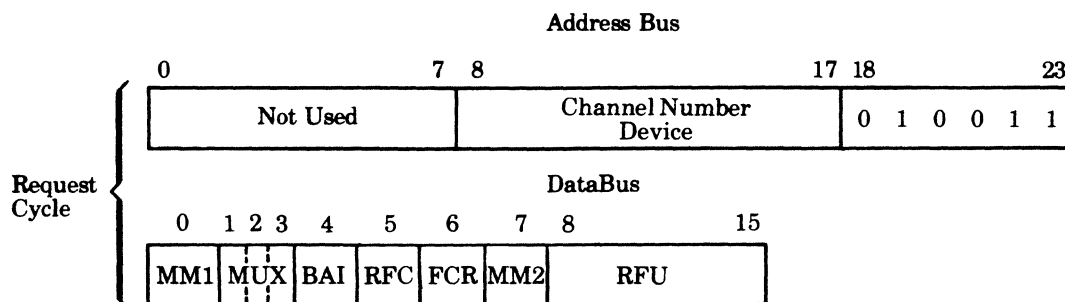 Address Bus
0 7 8 17 18 23
Not Used
Channel Number
Device
0 1 0 0 1 1
Request
Cycle
DataBus
0 1 2 3 4 5 6 7 8 15
MM1 MUX BAI RFC FCR MM2 RFU